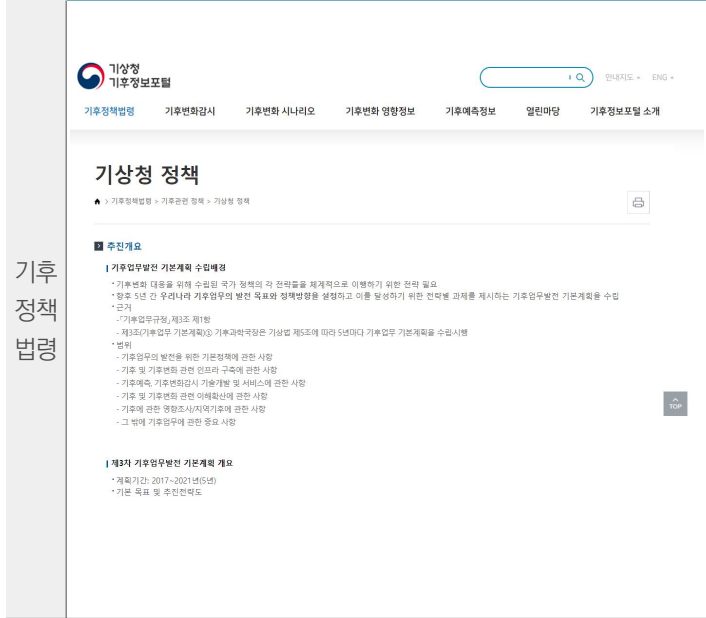 기후
정책
법령
기상청
기후정보포털
안내지도 ENG
기후정책법령 기후변화감시 기후변화 시나리오 기후변화 영향정보 기후예측정보 열린마당 기후정보포털 소개
기상청 정책
> 기후정책법령 > 기후관련 정책 > 기상청 정책
추진개요
기후업무발전 기본계획 수립배경
• 기후변화 대응을 위해 수립된 국가 정책의 각 전략들을 체계적으로 이행하기 위한 전략 필요
• 향후 5년 간 우리나라 기후업무의 발전 목표와 정책방향을 설정하고 이를 달성하기 위한 전략별 과제를 제시하는 기후업무발전 기본계획을 수립
• 근거
-「기후업무규정」제3조 제1항
- 제3조(기후업무 기본계획)① 기후과학국장은 기상법 제5조에 따라 5년마다 기후업무 기본계획을 수립·시행
• 범위
- 기후업무의 발전을 위한 기본정책에 관한 사항
- 기후 및 기후변화 관련 인프라 구축에 관한 사항
- 기후예측, 기후변화감시 기술개발 및 서비스에 관한 사항
- 기후 및 기후변화 관련 이해확산에 관한 사항
- 기후에 관한 영향조사/지역기후에 관한 사항
- 그 밖에 기후업무에 관한 중요 사항
TOP
제3차 기후업무발전 기본계획 개요
• 계획기간: 2017~2021년(5년)
• 기본 목표 및 추진전략도